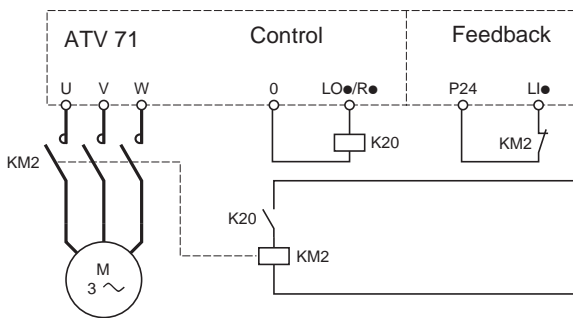 ATV 71 Control Feedback
U V W 0 LO●/R● P24 LI●
K20
KM2
KM2
K20
KM2
M
3 ~